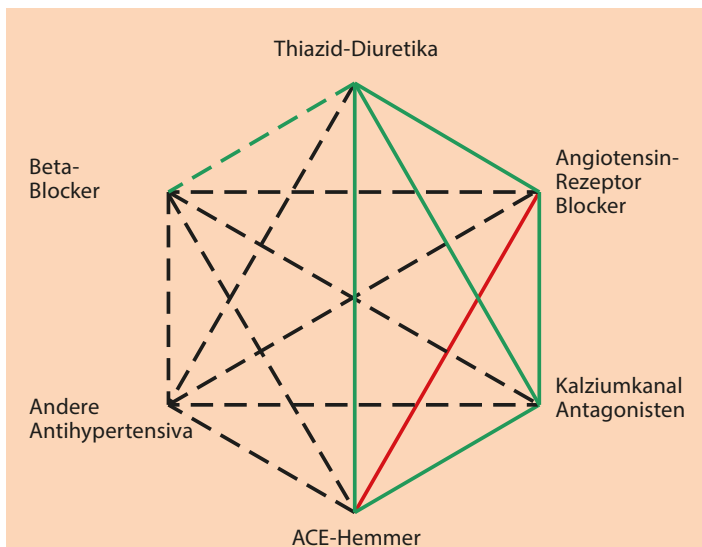 Thiazid-Diuretika
Beta-
Blocker
Angiotensin-
Rezeptor
Blocker
Andere
Antihypertensiva
Kalziumkanal
Antagonisten
ACE-Hemmer